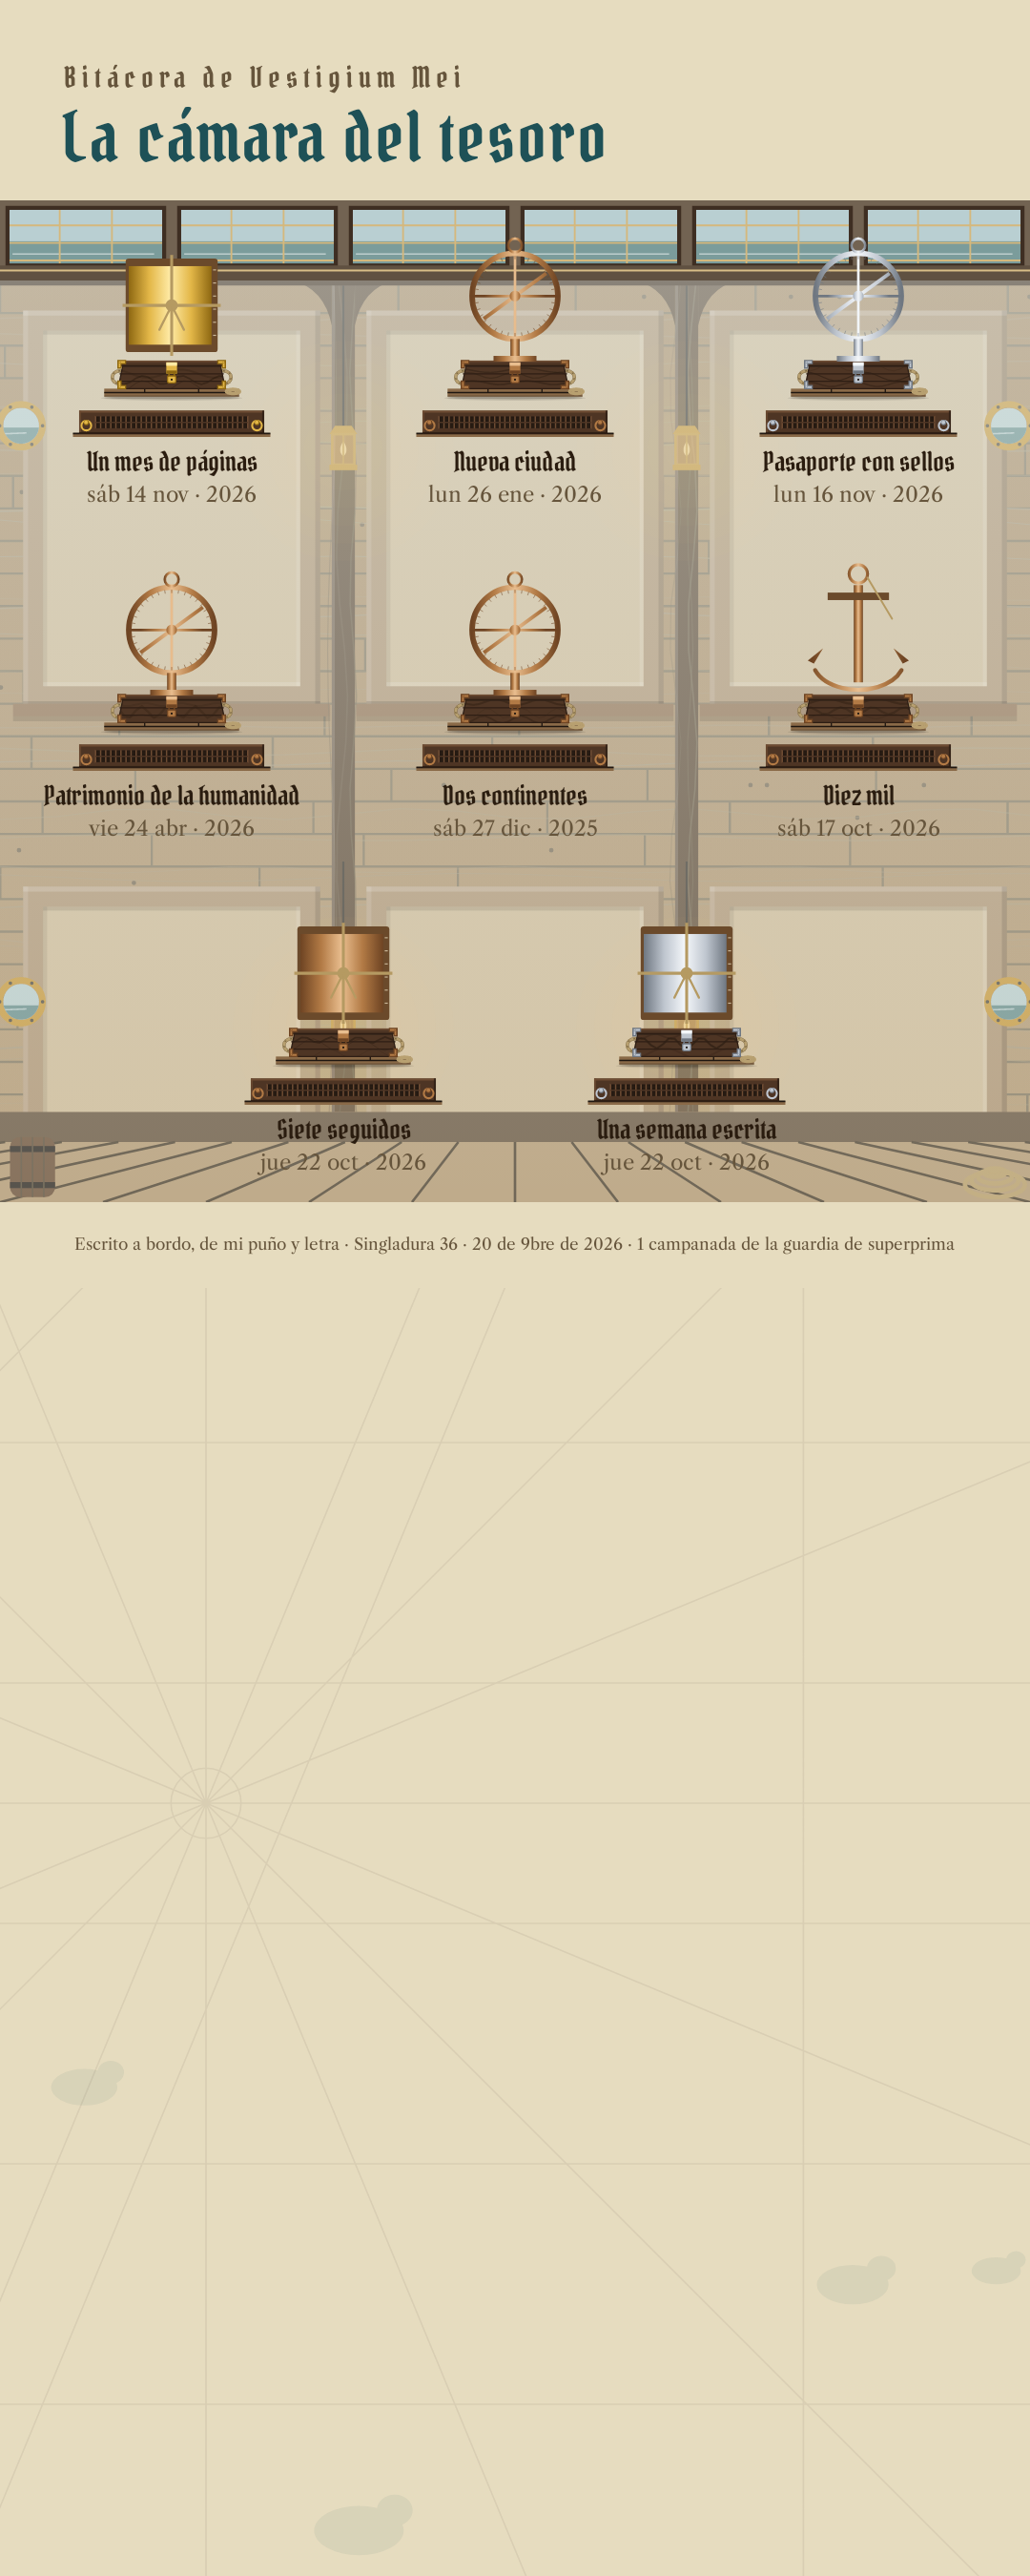 Bitácora de Vestigium Mei
La cámara del tesoro
Un mes de páginas
sáb 14 nov · 2026
Nueva ciudad
lun 26 ene · 2026
Pasaporte con sellos
lun 16 nov · 2026
Patrimonio de la humanidad
vie 24 abr · 2026
Dos continentes
sáb 27 dic · 2025
Diez mil
sáb 17 oct · 2026
Siete seguidos
jue 22 oct · 2026
Una semana escrita
jue 22 oct · 2026
Escrito a bordo, de mi puño y letra · Singladura 36 · 20 de 9bre de 2026 · 1 campanada de la guardia de superprima